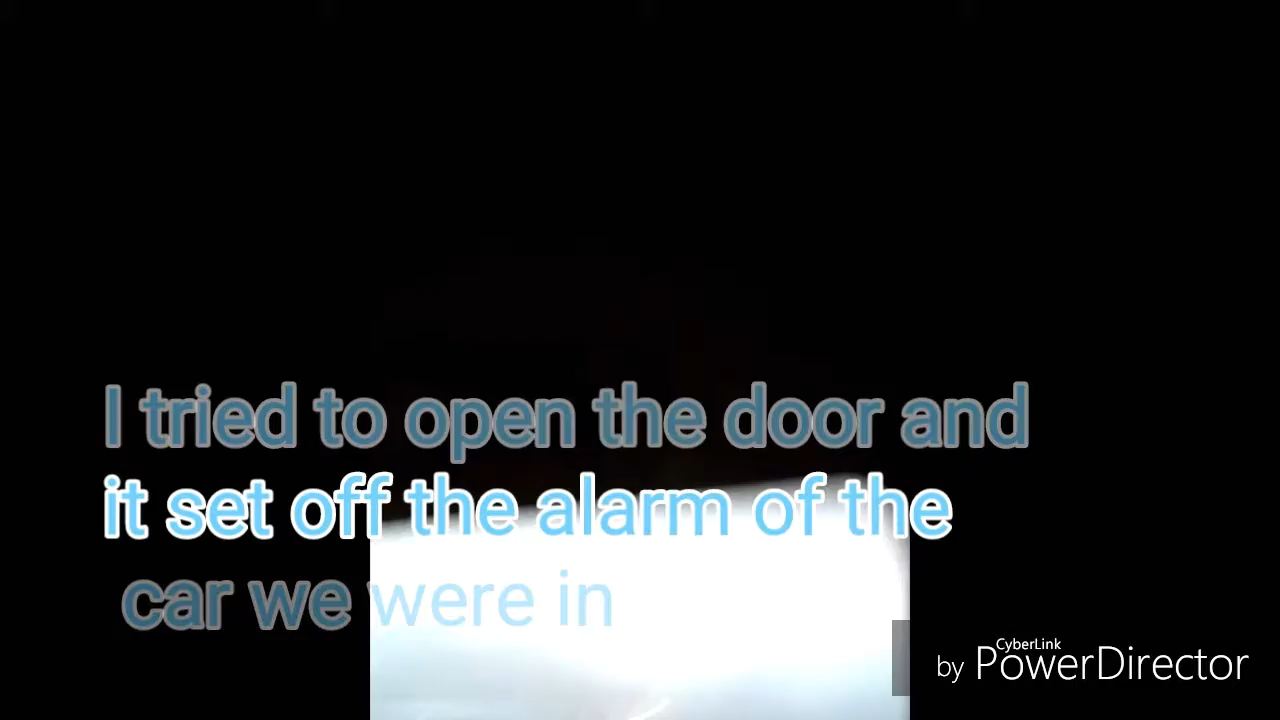 I tried to open the door and
it set off the alarm of the
car we were in
CyberLink
by PowerDirector